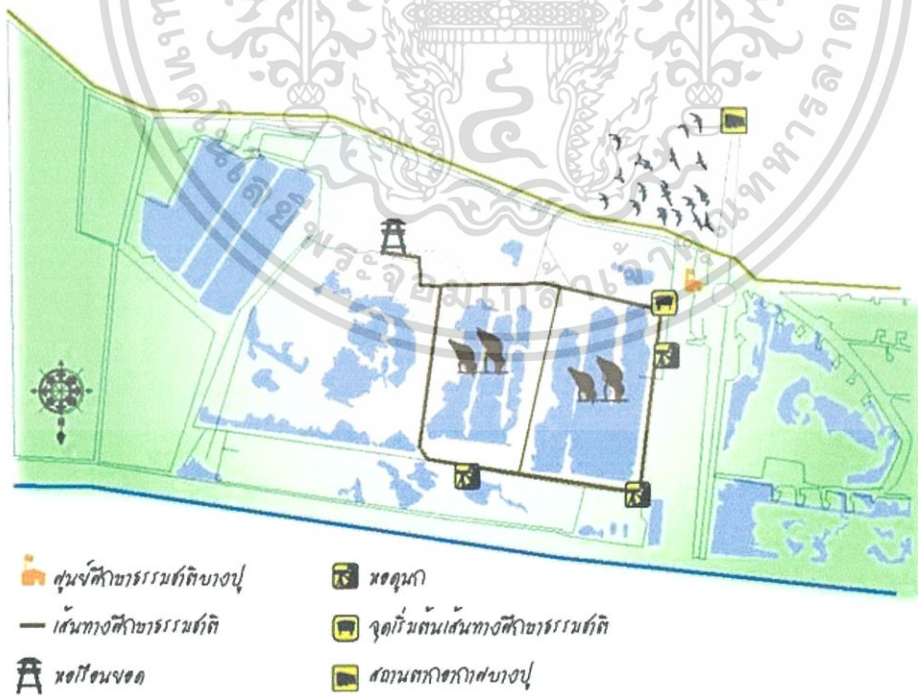 ศูนย์ศึกษาธรรมชาติบางปู
เส้นทางศึกษาธรรมชาติ
หอเรือนยอด
หอดูนก
จุดเริ่มต้นเส้นทางศึกษาธรรมชาติ
สถานตากอากาศบางปู